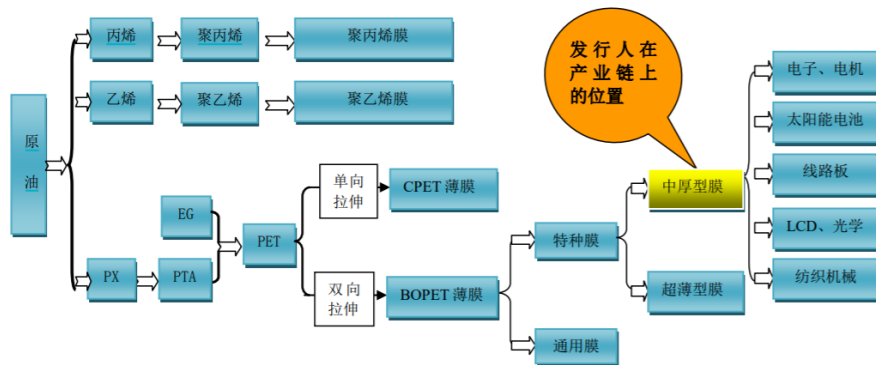 丙烯
聚丙烯
聚丙烯膜
乙烯
聚乙烯
聚乙烯膜
原
油
发行人在
产业链上
的位置
电子、电机
太阳能电池
线路板
LCD、光学
纺织机械
单向
拉伸
CPET 薄膜
中厚型膜
EG
PET
特种膜
PX
PTA
双向
拉伸
BOPET 薄膜
超薄型膜
通用膜